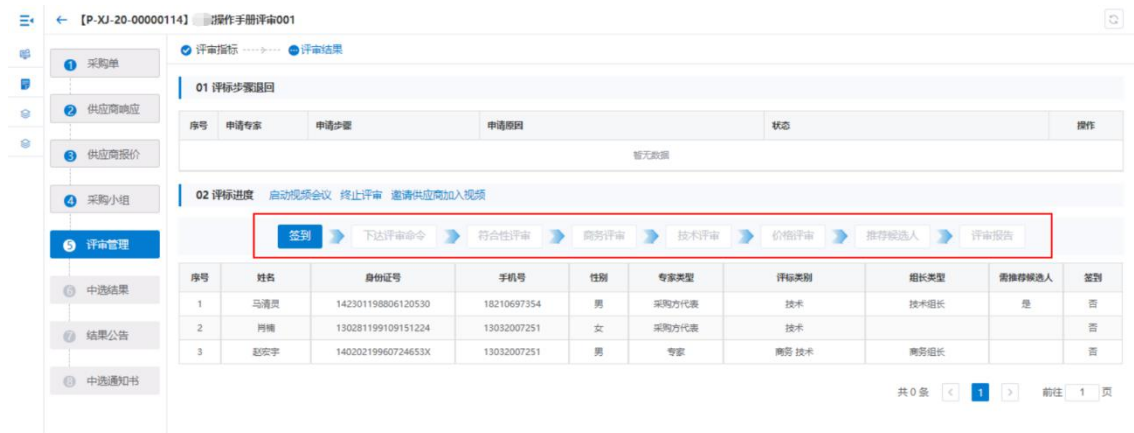 【P-XJ-20-00000114】 操作手册评审001
评审指标 评审结果
1 采购单
2 供应商响应
3 供应商报价
4 采购小组
5 评审管理
6 中选结果
7 结果公告
8 中选通知书
01 评标步骤退回
序号 申请专家 申请步骤 申请原因 状态 操作
暂无数据
02 评标进度 启动视频会议 终止评审 邀请供应商加入视频
签到 下达评审命令 符合性评审 商务评审 技术评审 价格评审 推荐候选人 评审报告
序号 姓名 身份证号 手机号 性别 专家类型 评标类别 组长类型 需推荐候选人 签到
1 马清灵 142301198806120530 18210697354 男 采购方代表 技术 技术组长 是 否
2 肖楠 130281199109151224 13032007251 女 采购方代表 技术 否
3 赵宏宇 14020219960724653X 13032007251 男 专家 商务 技术 商务组长 否
共 0 条 < 1 > 前往 1 页